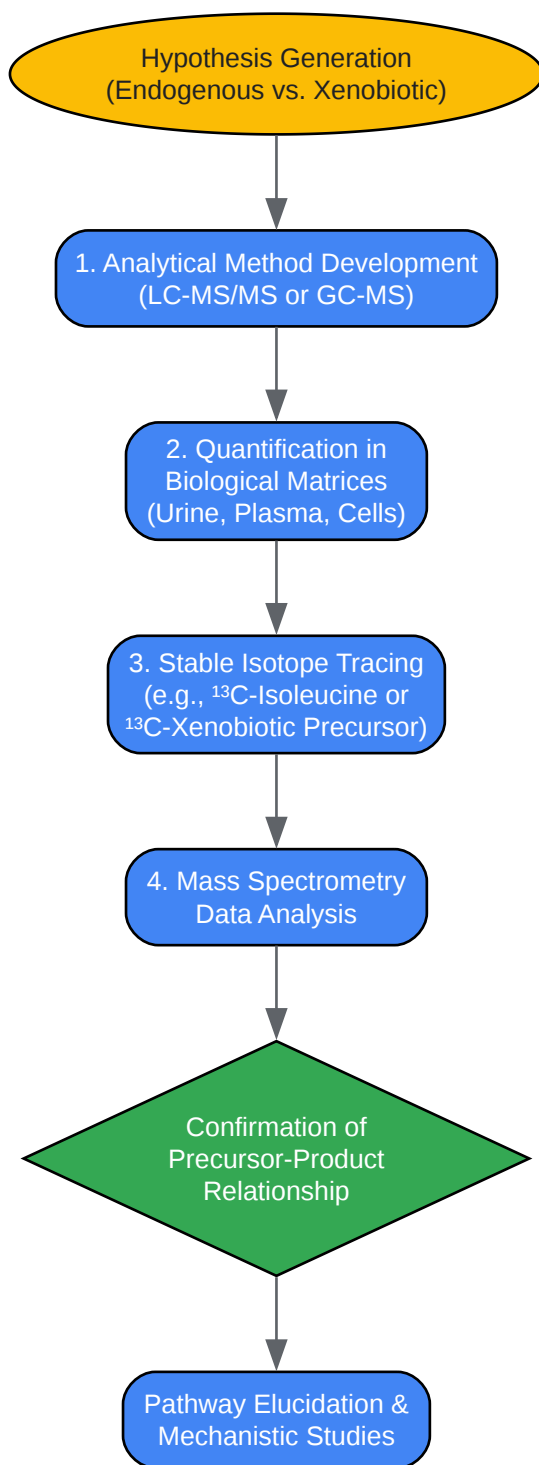 Hypothesis Generation
(Endogenous vs. Xenobiotic)
1. Analytical Method Development
(LC-MS/MS or GC-MS)
2. Quantification in
Biological Matrices
(Urine, Plasma, Cells)
3. Stable Isotope Tracing
(e.g., ¹³C-Isoleucine or
¹³C-Xenobiotic Precursor)
4. Mass Spectrometry
Data Analysis
Confirmation of
Precursor-Product
Relationship
Pathway Elucidation &
Mechanistic Studies